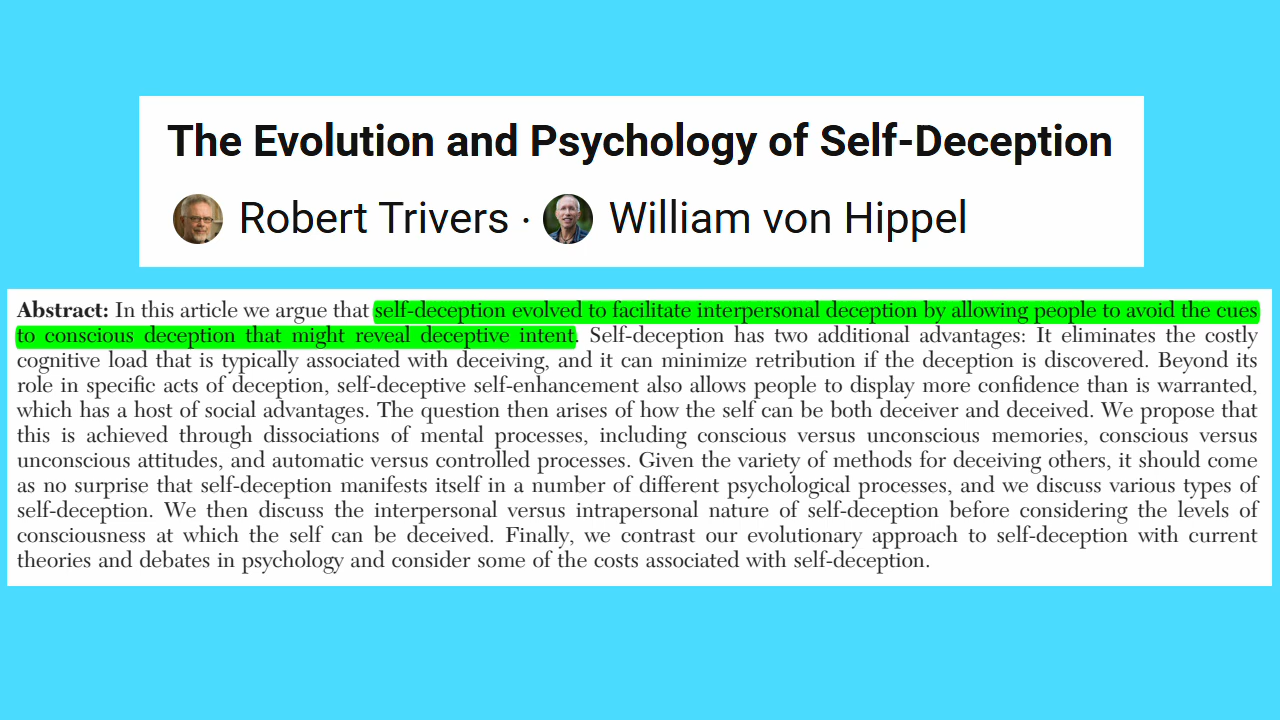 The Evolution and Psychology of Self-Deception
Robert Trivers · William von Hippel
Abstract: In this article we argue that self-deception evolved to facilitate interpersonal deception by allowing people to avoid the cues
to conscious deception that might reveal deceptive intent. Self-deception has two additional advantages: It eliminates the costly
cognitive load that is typically associated with deceiving, and it can minimize retribution if the deception is discovered. Beyond its
role in specific acts of deception, self-deceptive self-enhancement also allows people to display more confidence than is warranted,
which has a host of social advantages. The question then arises of how the self can be both deceiver and deceived. We propose that
this is achieved through dissociations of mental processes, including conscious versus unconscious memories, conscious versus
unconscious attitudes, and automatic versus controlled processes. Given the variety of methods for deceiving others, it should come
as no surprise that self-deception manifests itself in a number of different psychological processes, and we discuss various types of
self-deception. We then discuss the interpersonal versus intrapersonal nature of self-deception before considering the levels of
consciousness at which the self can be deceived. Finally, we contrast our evolutionary approach to self-deception with current
theories and debates in psychology and consider some of the costs associated with self-deception.